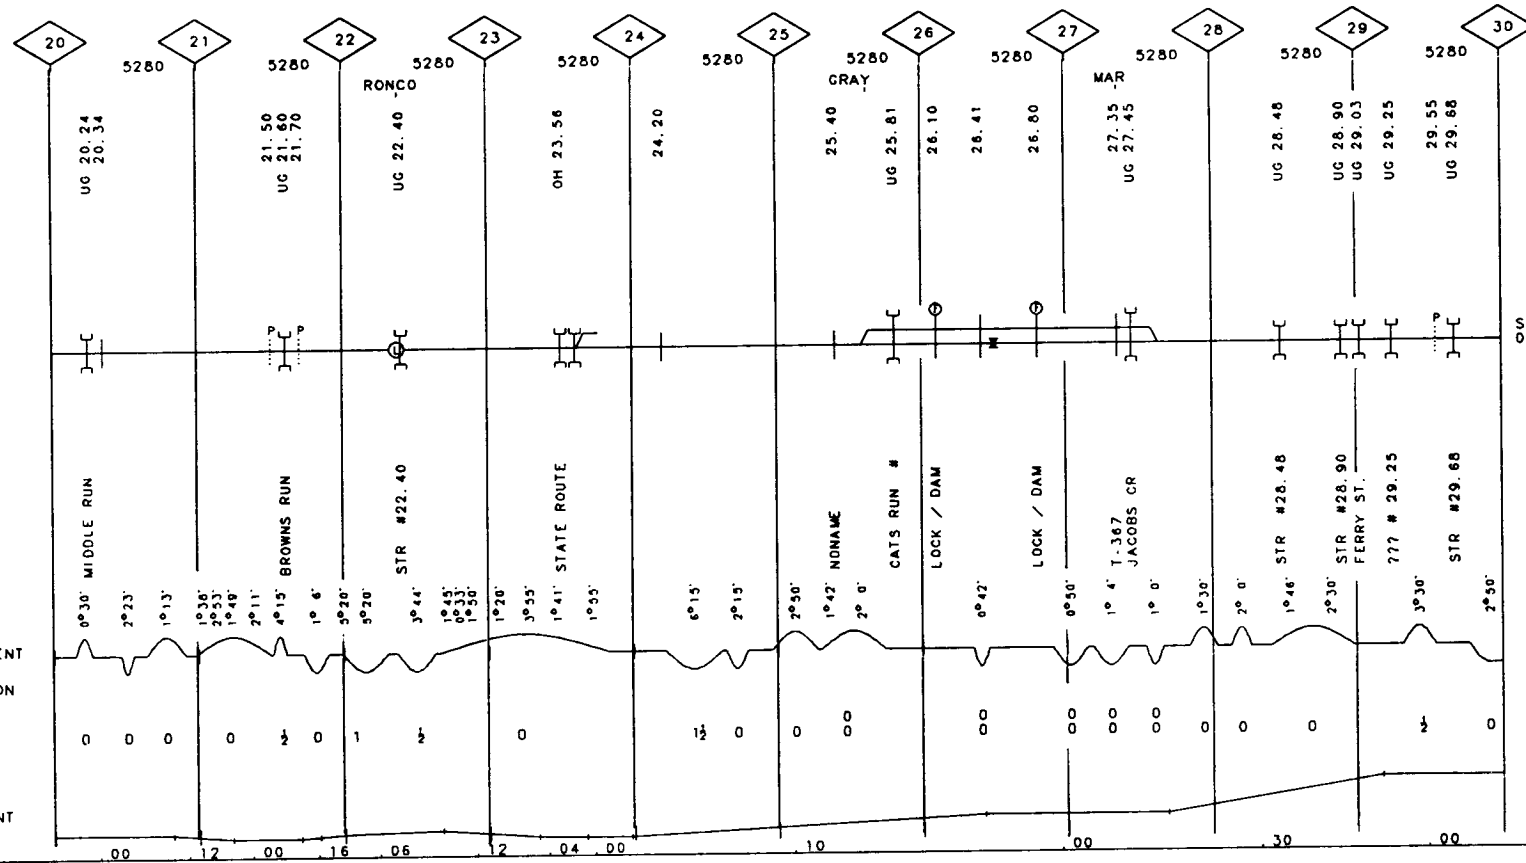 20 21 22 23 24 25 26 27 28 29 30
5280 5280 5280 5280 5280 5280 5280 5280 5280 5280
RONCO GRAY MAR
UG 20.24
20.34
21.50
UG 21.60
21.70
UG 22.40
OH 23.56
24.20
25.40
UG 25.81
26.10
28.41
26.80
27.35
UG 27.45
UG 28.48
UG 28.90
UG 29.03
UG 29.25
29.55
UG 29.68
P P P
S
MIDDLE RUN
BROWNS RUN
STR #22.40
STATE ROUTE
NONAME
CATS RUN #
LOCK / DAM
LOCK / DAM
T-367
JACOBS CR
STR #28.48
STR #28.90
FERRY ST.
??? # 29.25
STR #29.68
0°30' 2°23' 1°13' 1°38' 2°53' 1°49' 2°11' 4°15' 1° 6' 5°20' 5°20' 3°44' 1°45' 0°33' 1°50' 1°20' 3°55' 1°41' 1°55' 6°15' 2°15' 2°50' 1°42' 2° 0' 0°42' 0°50' 1° 4' 1° 0' 1°30' 2° 0' 1°46' 2°30' 3°30' 2°50'
ENT
ON
0 0 0 0 0 0 0
0 0 0 0 ½ 0 1 ½ 0 1½ 0 0 0 0 0 0 0 0 0 0 ½ 0
NT
.00 .12 .00 .16 .06 .12 .04 .00 .10 .00 .30 .00